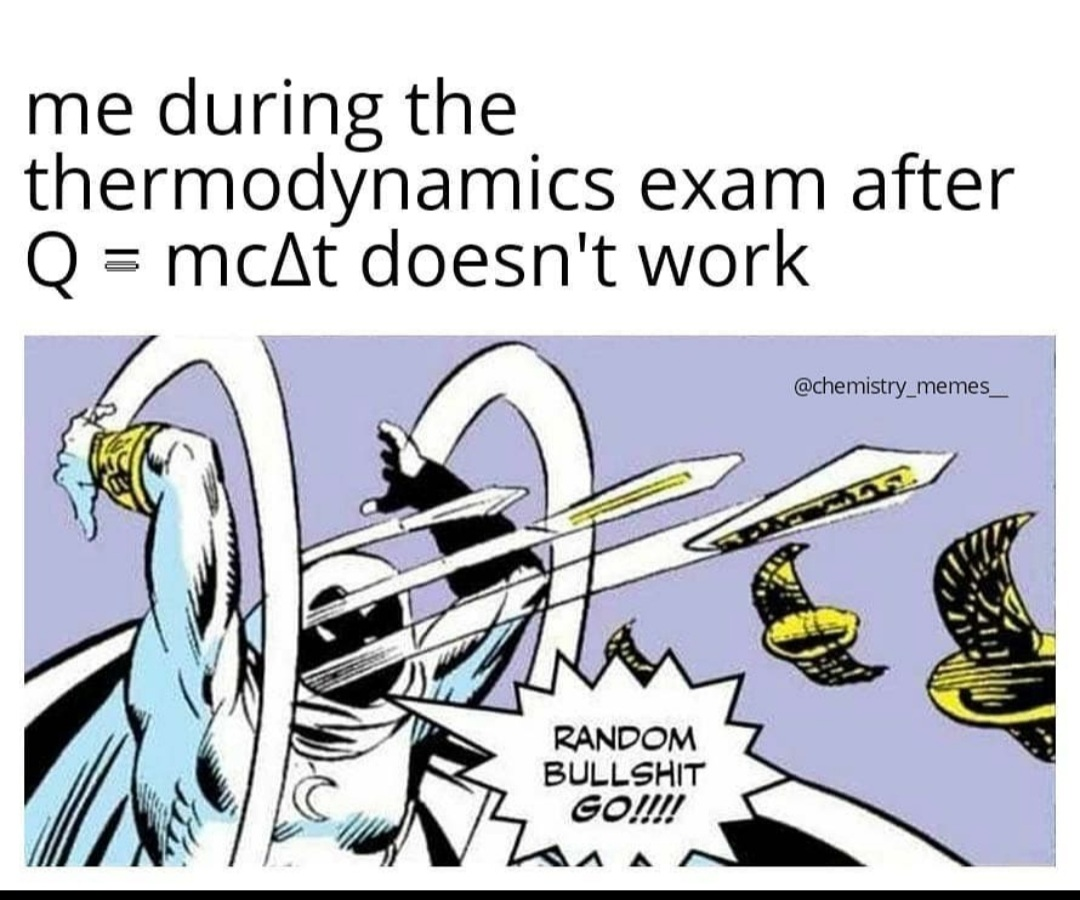 me during the
thermodynamics exam after
Q = mcΔt doesn't work
@chemistry_memes__
RANDOM
BULLSHIT
GO!!!!